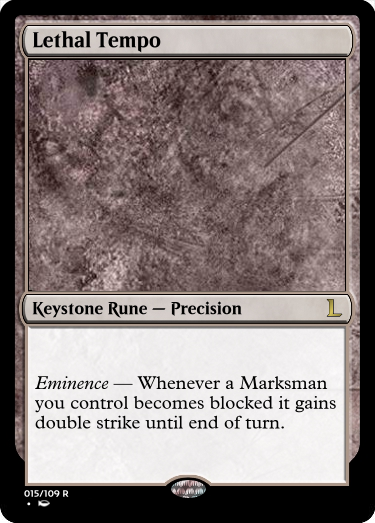 Lethal Tempo
Keystone Rune — Precision
L
Eminence — Whenever a Marksman
you control becomes blocked it gains
double strike until end of turn.
015/109 R
•